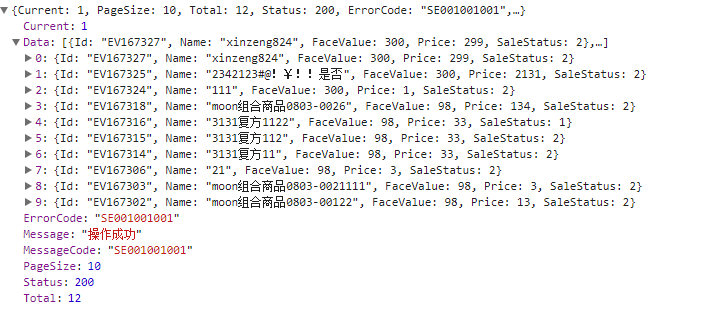 {Current: 1, PageSize: 10, Total: 12, Status: 200, ErrorCode: "SE001001001",…}
Current: 1
Data: [{Id: "EV167327", Name: "xinzeng824", FaceValue: 300, Price: 299, SaleStatus: 2},…]
0: {Id: "EV167327", Name: "xinzeng824", FaceValue: 300, Price: 299, SaleStatus: 2}
1: {Id: "EV167325", Name: "2342123#@！￥！！是否", FaceValue: 300, Price: 2131, SaleStatus: 2}
2: {Id: "EV167324", Name: "111", FaceValue: 300, Price: 1, SaleStatus: 2}
3: {Id: "EV167318", Name: "moon组合商品0803-0026", FaceValue: 98, Price: 134, SaleStatus: 2}
4: {Id: "EV167316", Name: "3131复方1122", FaceValue: 98, Price: 33, SaleStatus: 1}
5: {Id: "EV167315", Name: "3131复方112", FaceValue: 98, Price: 33, SaleStatus: 2}
6: {Id: "EV167314", Name: "3131复方11", FaceValue: 98, Price: 33, SaleStatus: 2}
7: {Id: "EV167306", Name: "21", FaceValue: 98, Price: 3, SaleStatus: 2}
8: {Id: "EV167303", Name: "moon组合商品0803-0021111", FaceValue: 98, Price: 3, SaleStatus: 2}
9: {Id: "EV167302", Name: "moon组合商品0803-00122", FaceValue: 98, Price: 13, SaleStatus: 2}
ErrorCode: "SE001001001"
Message: "操作成功"
MessageCode: "SE001001001"
PageSize: 10
Status: 200
Total: 12